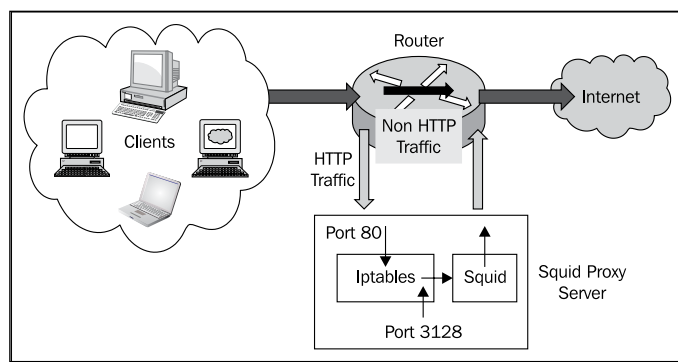 Router
Clients
Non HTTP
Traffic
Internet
HTTP
Traffic
Port 80
Iptables
Squid
Port 3128
Squid Proxy
Server